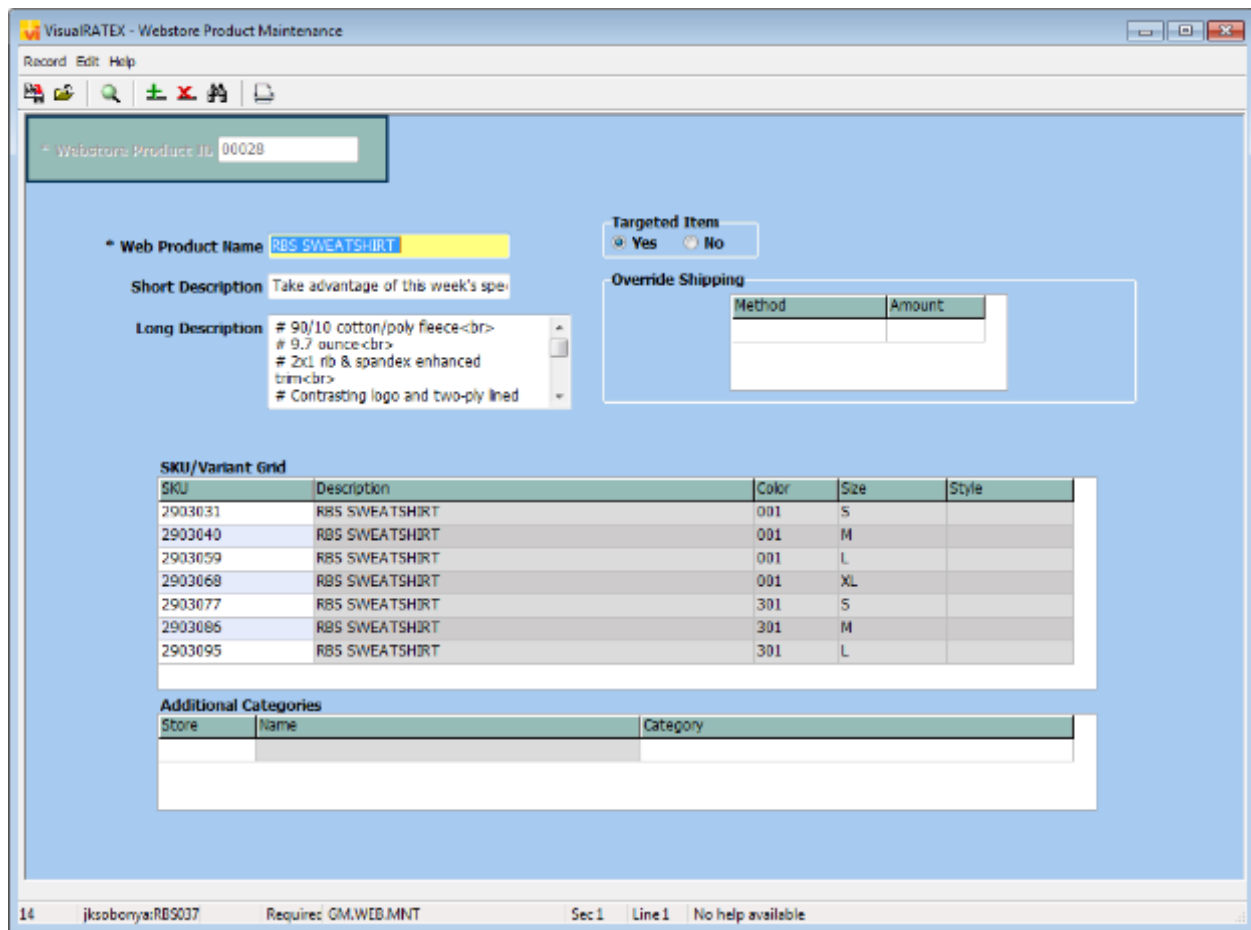 VisualRATEX - Webstore Product Maintenance
Record Edit Help
* Webstore Product ID 00028
* Web Product Name RBS SWEATSHIRT
Short Description Take advantage of this week's spe
Long Description # 90/10 cotton/poly fleece<br>
# 9.7 ounce<br>
# 2x1 rib & spandex enhanced
trim<br>
# Contrasting logo and two-ply lined
Targeted Item
Yes No
Override Shipping
Method Amount
SKU/Variant Grid
SKU Description Color Size Style
2903031 RBS SWEATSHIRT 001 S
2903040 RBS SWEATSHIRT 001 M
2903059 RBS SWEATSHIRT 001 L
2903068 RBS SWEATSHIRT 001 XL
2903077 RBS SWEATSHIRT 301 S
2903086 RBS SWEATSHIRT 301 M
2903095 RBS SWEATSHIRT 301 L
Additional Categories
Store Name Category
14 jksobonya:RBS037 Required GM.WEB.MNT Sec 1 Line 1 No help available